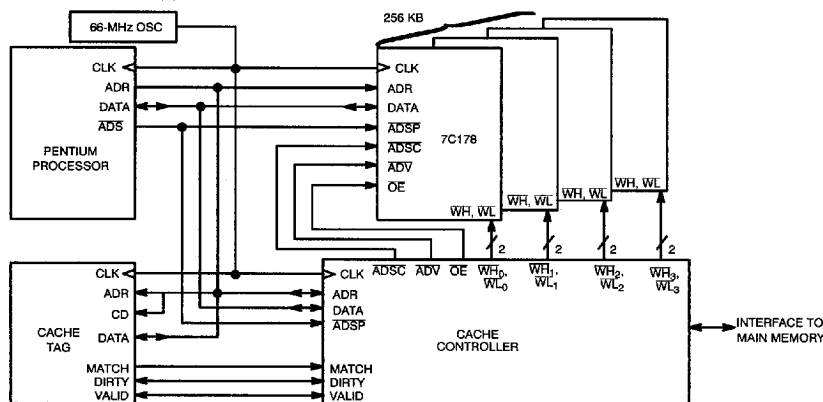 256 KB
66-MHz OSC
CLK
ADR
DATA
ADS
PENTIUM
PROCESSOR
CLK
ADR
DATA
ADSP
ADSC
ADV
OE
7C178
WH, WL
WH, WL
WH, WL
WH, WL
2
2
2
2
CLK
ADR
CD
DATA
MATCH
DIRTY
VALID
CACHE
TAG
ADSC
ADV
OE
WH0,
WL0
WH1,
WL1
WH2,
WL2
WH3,
WL3
CLK
ADR
DATA
ADSP
MATCH
DIRTY
VALID
CACHE
CONTROLLER
INTERFACE TO
MAIN MEMORY